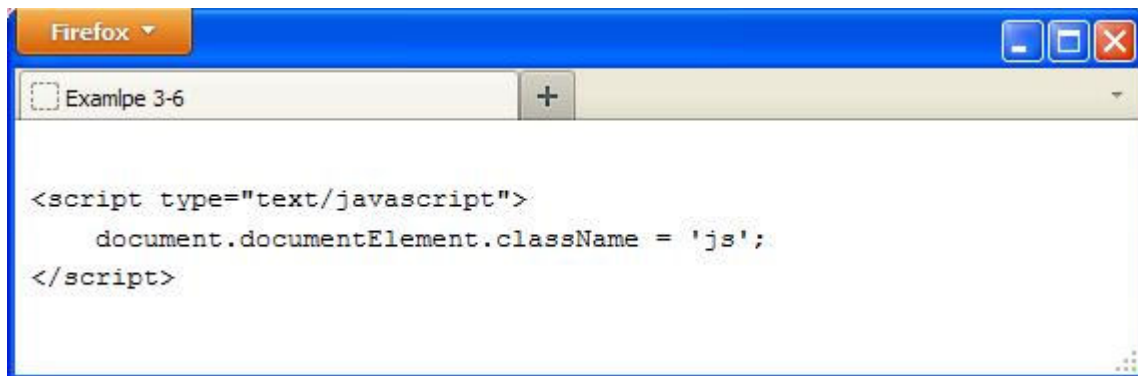 Firefox
Examlpe 3-6
<script type="text/javascript">
    document.documentElement.className = 'js';
</script>